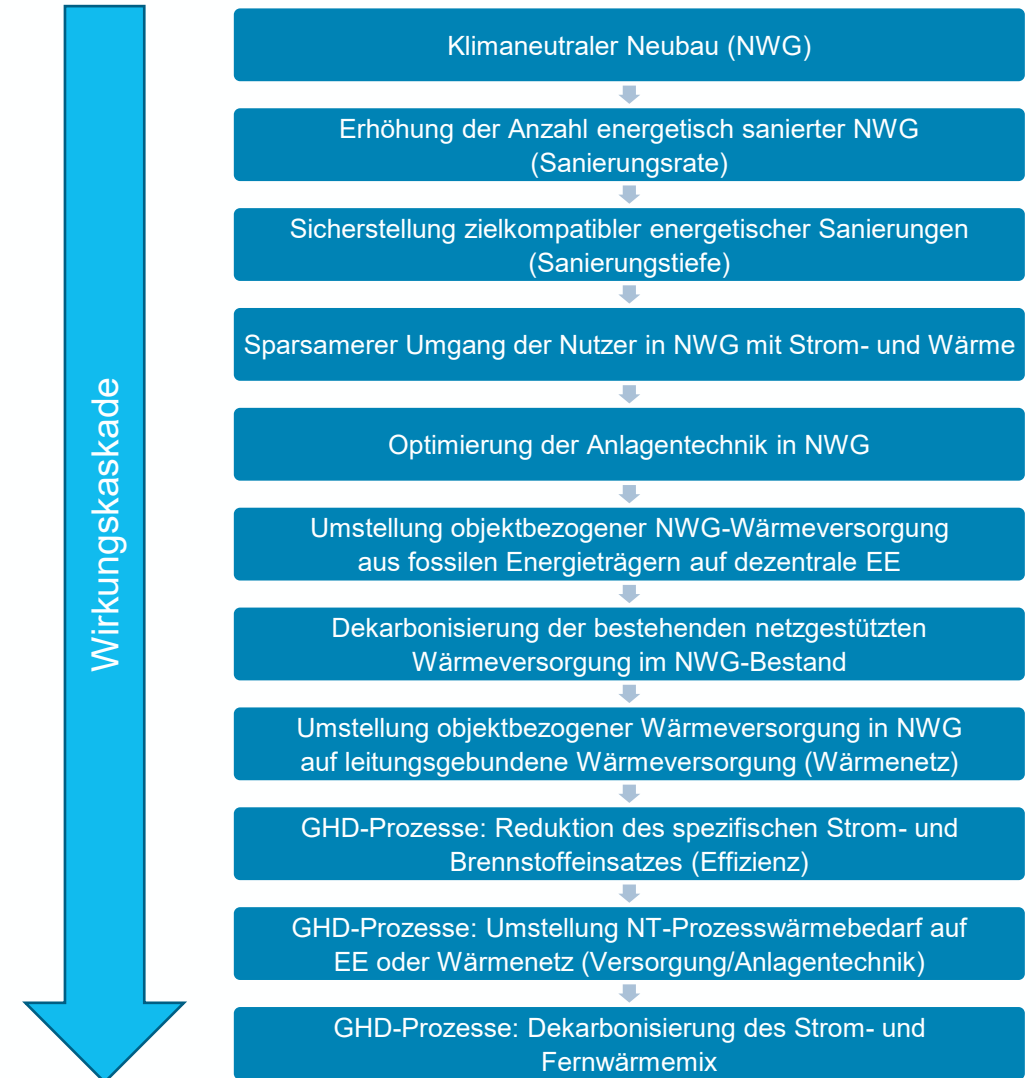 Wirkungskaskade
Klimaneutraler Neubau (NWG)
Erhöhung der Anzahl energetisch sanierter NWG
(Sanierungsrate)
Sicherstellung zielkompatibler energetischer Sanierungen
(Sanierungstiefe)
Sparsamerer Umgang der Nutzer in NWG mit Strom- und Wärme
Optimierung der Anlagentechnik in NWG
Umstellung objektbezogener NWG-Wärmeversorgung
aus fossilen Energieträgern auf dezentrale EE
Dekarbonisierung der bestehenden netzgestützten
Wärmeversorgung im NWG-Bestand
Umstellung objektbezogener Wärmeversorgung in NWG
auf leitungsgebundene Wärmeversorgung (Wärmenetz)
GHD-Prozesse: Reduktion des spezifischen Strom- und
Brennstoffeinsatzes (Effizienz)
GHD-Prozesse: Umstellung NT-Prozesswärmebedarf auf
EE oder Wärmenetz (Versorgung/Anlagentechnik)
GHD-Prozesse: Dekarbonisierung des Strom- und
Fernwärmemix